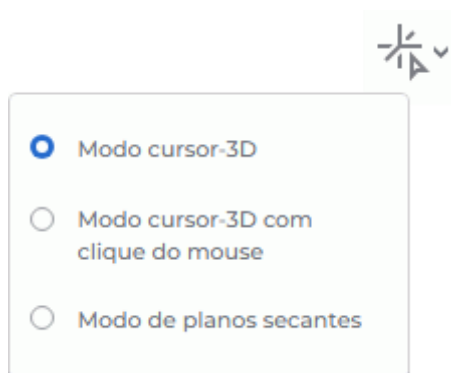 Modo cursor-3D
Modo cursor-3D com
clique do mouse
Modo de planos secantes